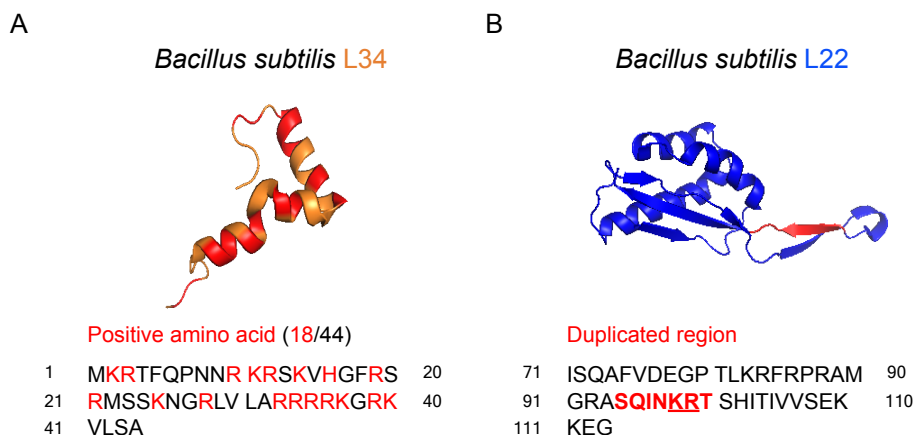 A
Bacillus subtilis L34
Positive amino acid (18/44)
1 MKRTFQPNNR KRSKVHGFRS 20
21 RMSSKNGRLV LARRRRKGRK 40
41 VLSA
B
Bacillus subtilis L22
Duplicated region
71 ISQAFVDEGP TLKRFRPRAM 90
91 GRASQINKRT SHITIVVSEK 110
111 KEG